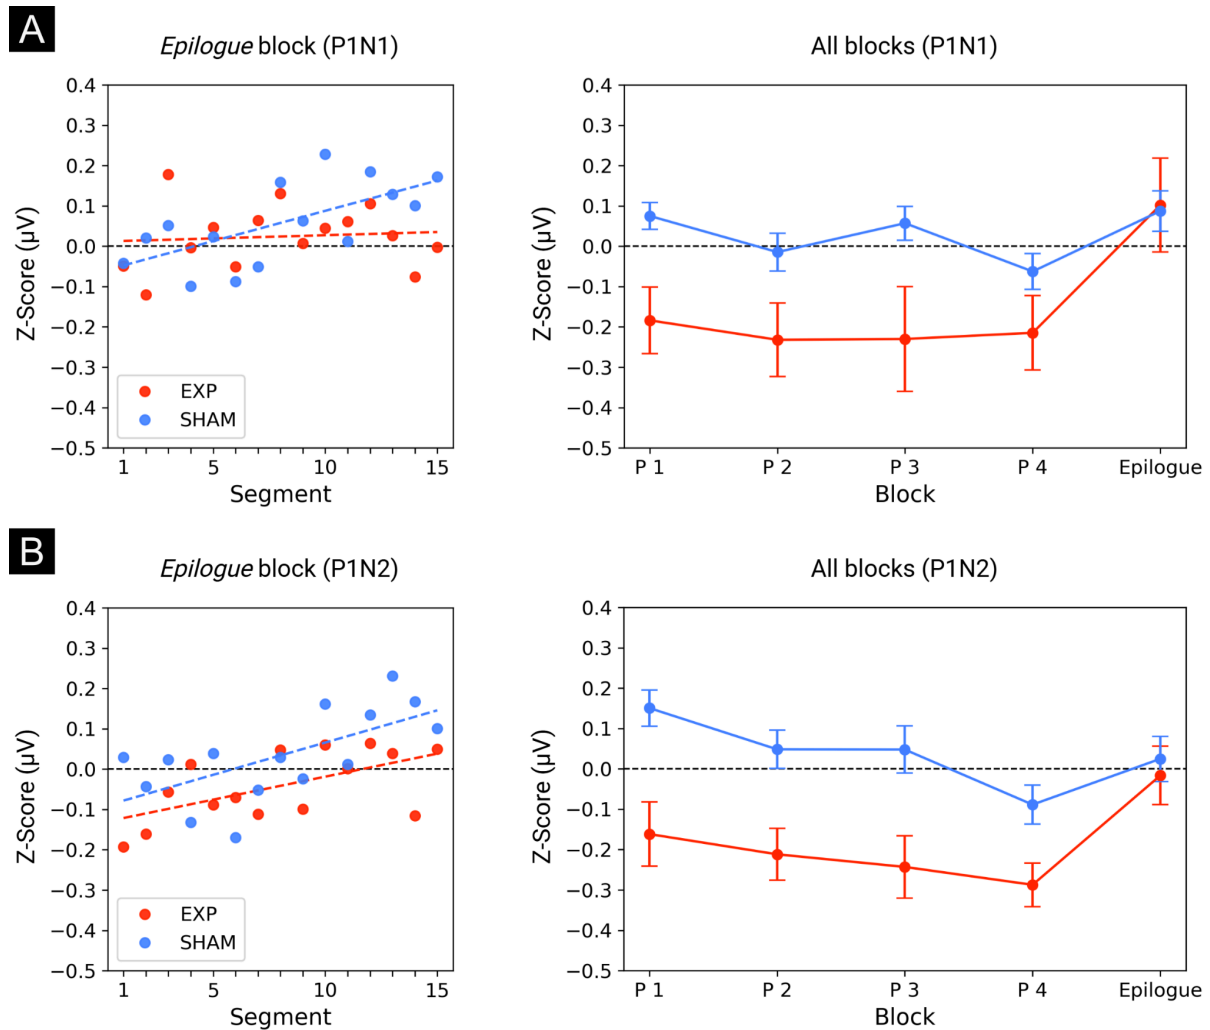 A
Epilogue block (P1N1)
All blocks (P1N1)
Z-Score (µV)
0.4
0.3
0.2
0.1
0.0
−0.1
−0.2
−0.3
−0.4
−0.5
EXP
SHAM
1
5
10
15
Segment
Z-Score (µV)
0.4
0.3
0.2
0.1
0.0
−0.1
−0.2
−0.3
−0.4
−0.5
P 1
P 2
P 3
P 4
Epilogue
Block
B
Epilogue block (P1N2)
All blocks (P1N2)
Z-Score (µV)
0.4
0.3
0.2
0.1
0.0
−0.1
−0.2
−0.3
−0.4
−0.5
EXP
SHAM
1
5
10
15
Segment
Z-Score (µV)
0.4
0.3
0.2
0.1
0.0
−0.1
−0.2
−0.3
−0.4
−0.5
P 1
P 2
P 3
P 4
Epilogue
Block